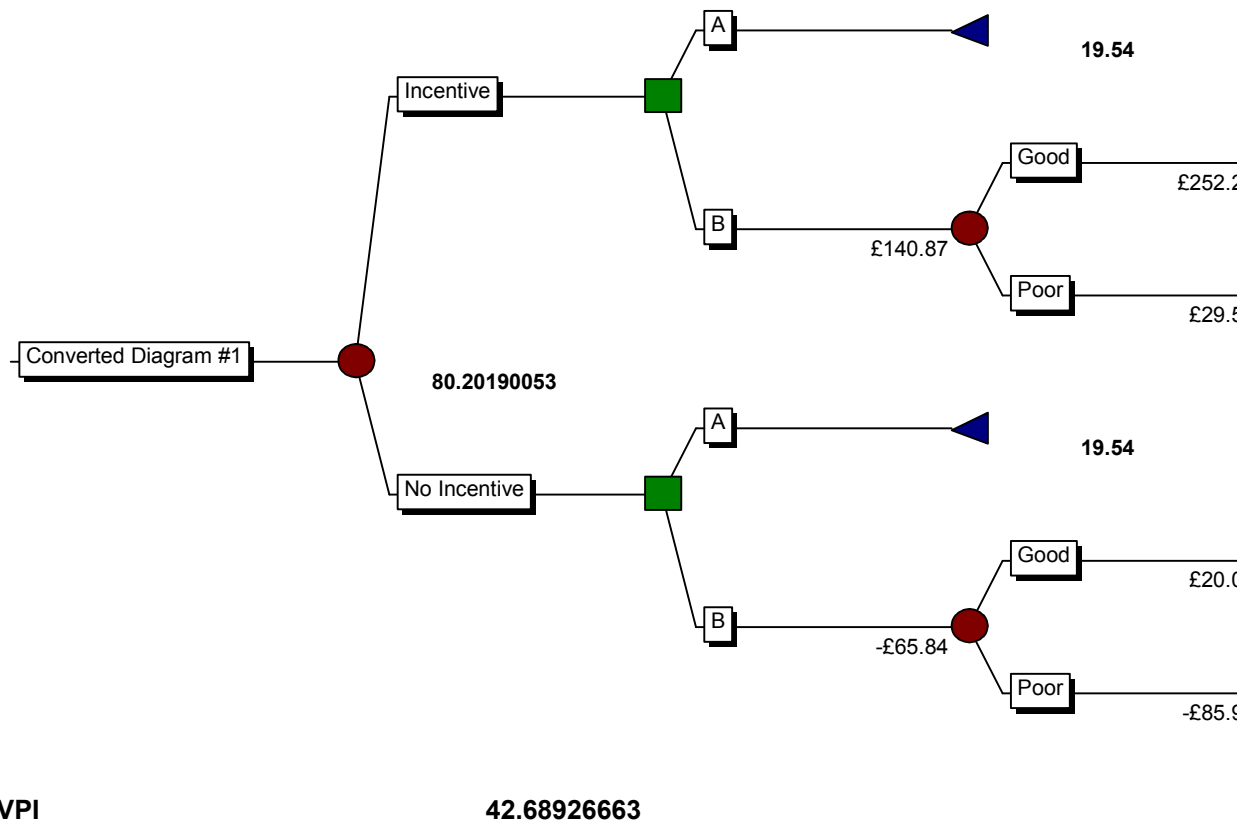 A
19.54
Incentive
Good
£252.2
B
£140.87
Poor
£29.5
Converted Diagram #1
80.20190053
A
19.54
No Incentive
Good
£20.0
B
-£65.84
Poor
-£85.9
VPI 42.68926663